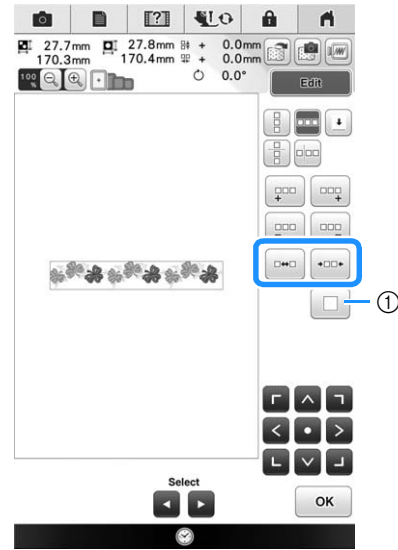 27.7mm 27.8mm + 0.0mm
170.3mm 170.4mm + 0.0mm
100 % 0.0°
Edit
①
Select
OK